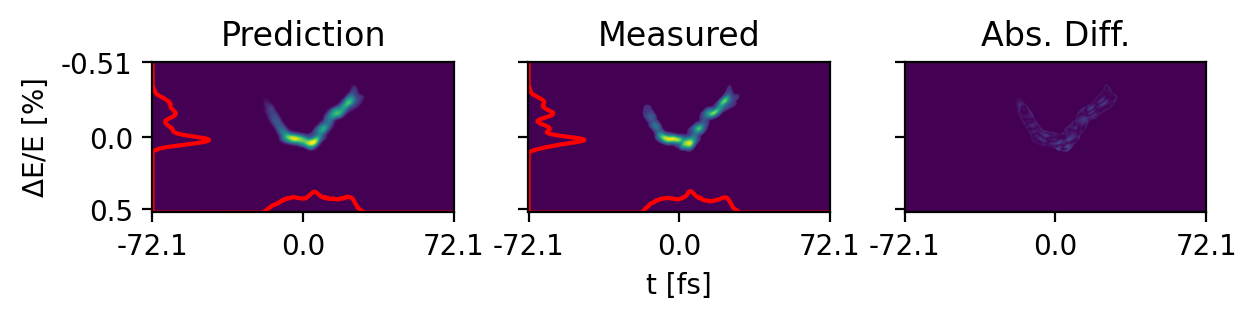 Prediction
Measured
Abs. Diff.
ΔE/E [%]
-0.51
0.0
0.5
-72.1 0.0 72.1 -72.1 0.0 72.1 -72.1 0.0 72.1
t [fs]